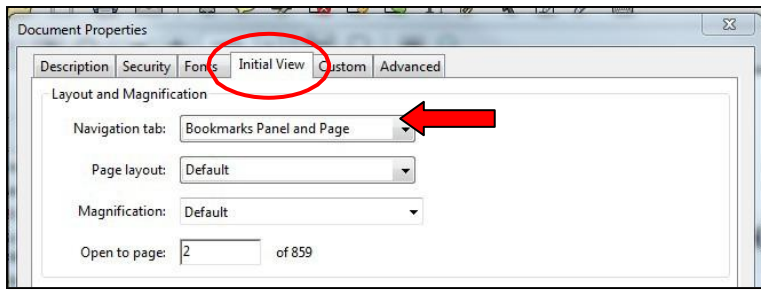 Document Properties
Description Security Fonts Initial View Custom Advanced
Layout and Magnification
Navigation tab: Bookmarks Panel and Page
Page layout: Default
Magnification: Default
Open to page: 2 of 859